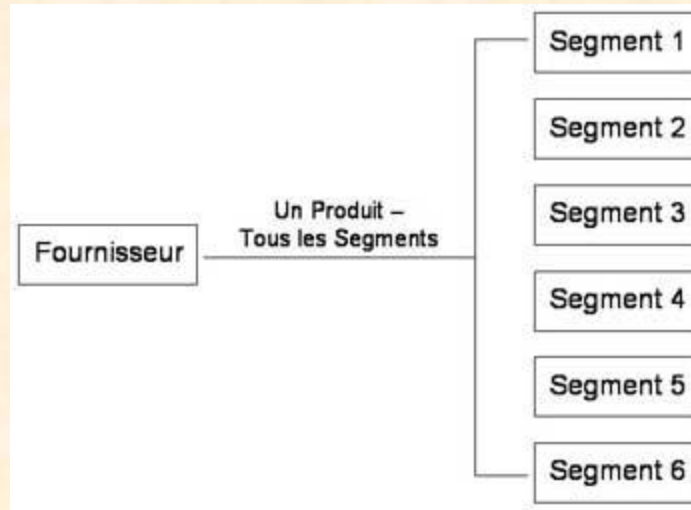 Segment 1
Segment 2
Un Produit –
Tous les Segments
Segment 3
Fournisseur
Segment 4
Segment 5
Segment 6